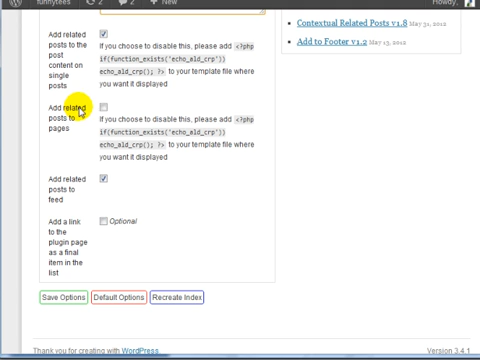 funnytees 2 2 New Howdy,
Contextual Related Posts v1.8 May 31, 2012
Add to Footer v1.2 May 13, 2012
Add related
posts to the
post
content on
single
posts
If you choose to disable this, please add <?php
if(function_exists('echo_ald_crp'))
echo_ald_crp(); ?> to your template file where
you want it displayed
Add related
posts to
pages
If you choose to disable this, please add <?php
if(function_exists('echo_ald_crp'))
echo_ald_crp(); ?> to your template file where
you want it displayed
Add related
posts to
feed
Add a link
to the
plugin page
as a final
item in the
list
Optional
Save Options Default Options Recreate Index
Thank you for creating with WordPress. Version 3.4.1